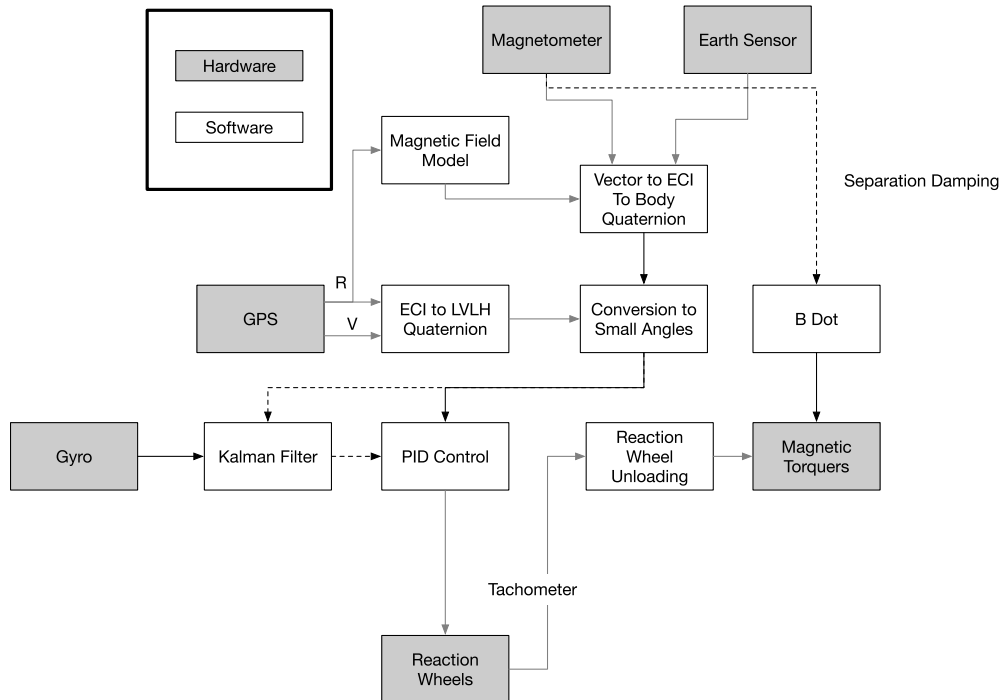 Hardware
Software
Magnetometer
Earth Sensor
Magnetic Field
Model
Vector to ECI
To Body
Quaternion
Separation Damping
R
GPS
V
ECI to LVLH
Quaternion
Conversion to
Small Angles
B Dot
Gyro
Kalman Filter
PID Control
Reaction
Wheel
Unloading
Magnetic
Torquers
Tachometer
Reaction
Wheels